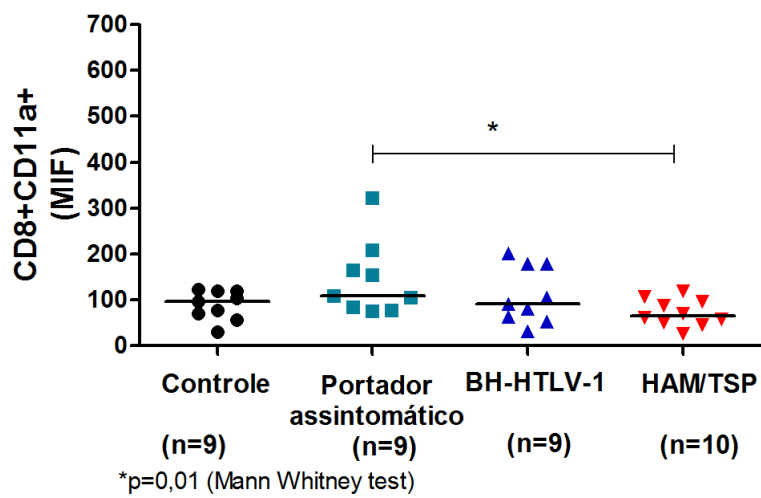 CD8+CD11a+
(MIF)
700
600
500
400
300
200
100
0
*
Controle
Portador
assintomático
BH-HTLV-1
HAM/TSP
(n=9)
(n=9)
(n=9)
(n=10)
*p=0,01 (Mann Whitney test)